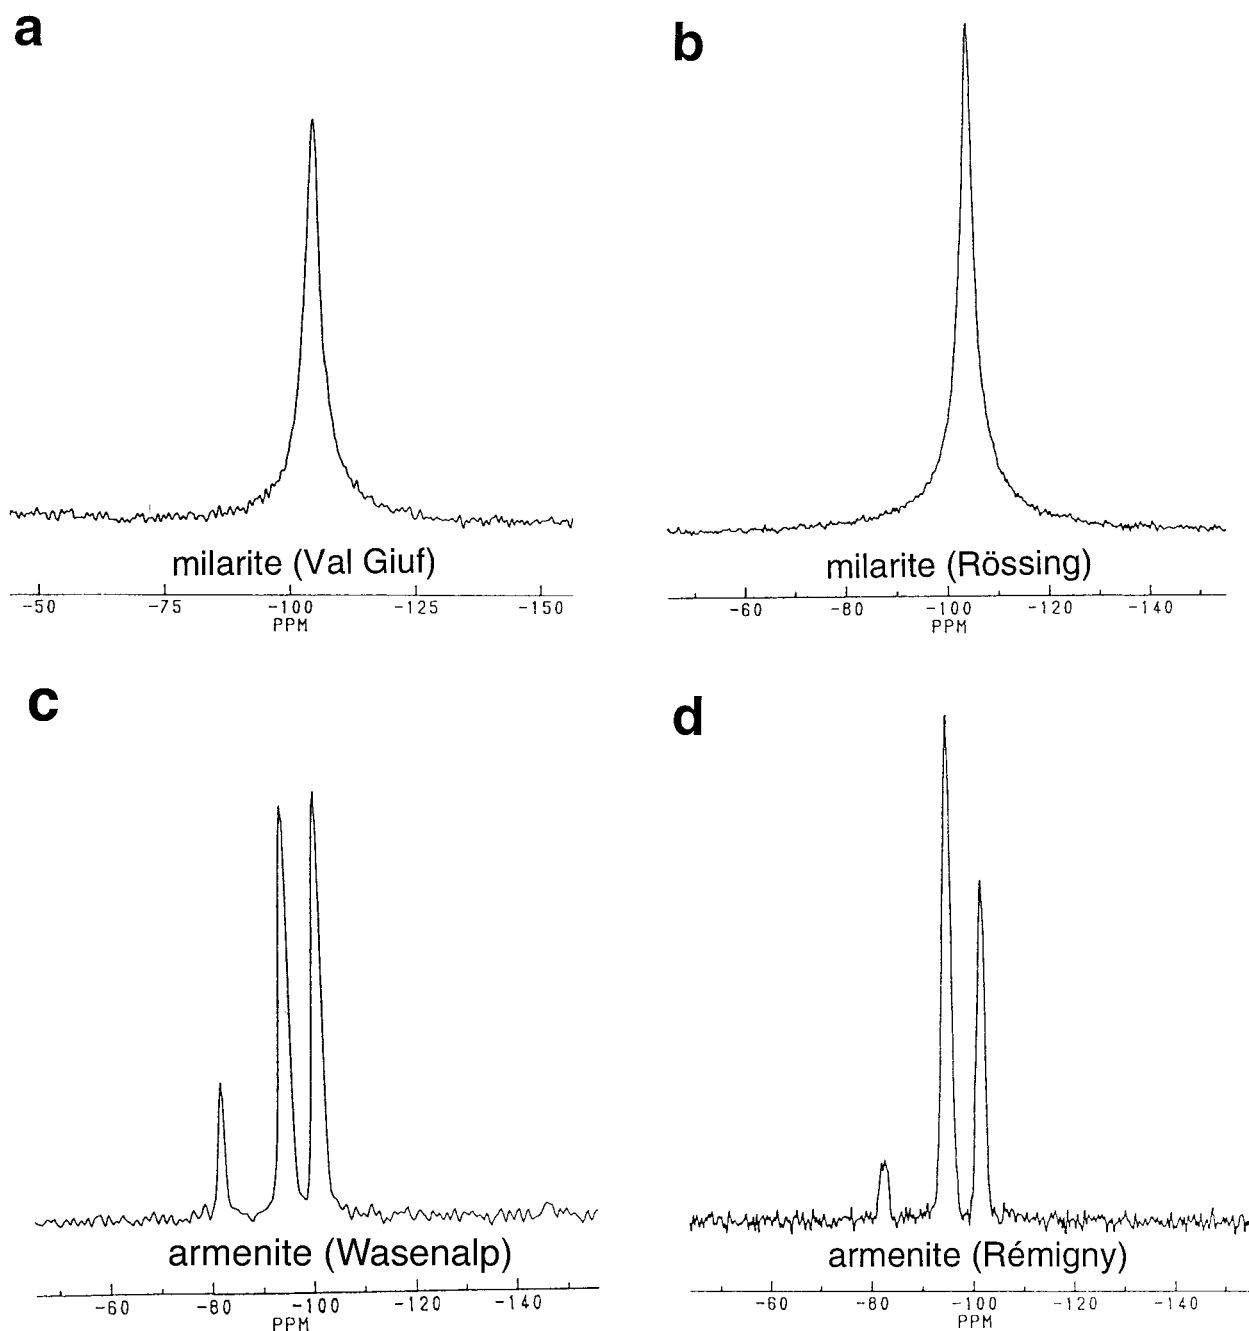 a
b
milarite (Val Giuf)
-50 -75 -100 -125 -150
PPM
milarite (Rössing)
-60 -80 -100 -120 -140
PPM
c
d
armenite (Wasenalp)
-60 -80 -100 -120 -140
PPM
armenite (Rémigny)
-60 -80 -100 -120 -140
PPM